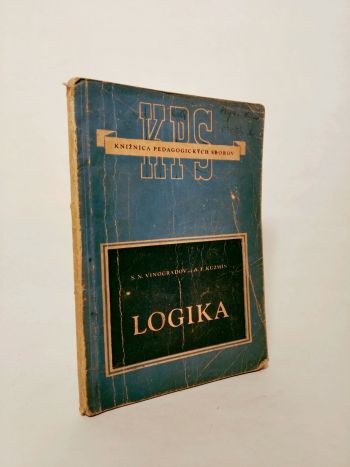 KPS
KNIŽNICA PEDAGOGICKÝCH SBOROV
S. N. VINOGRADOV A. F. KUZMIN
LOGIKA